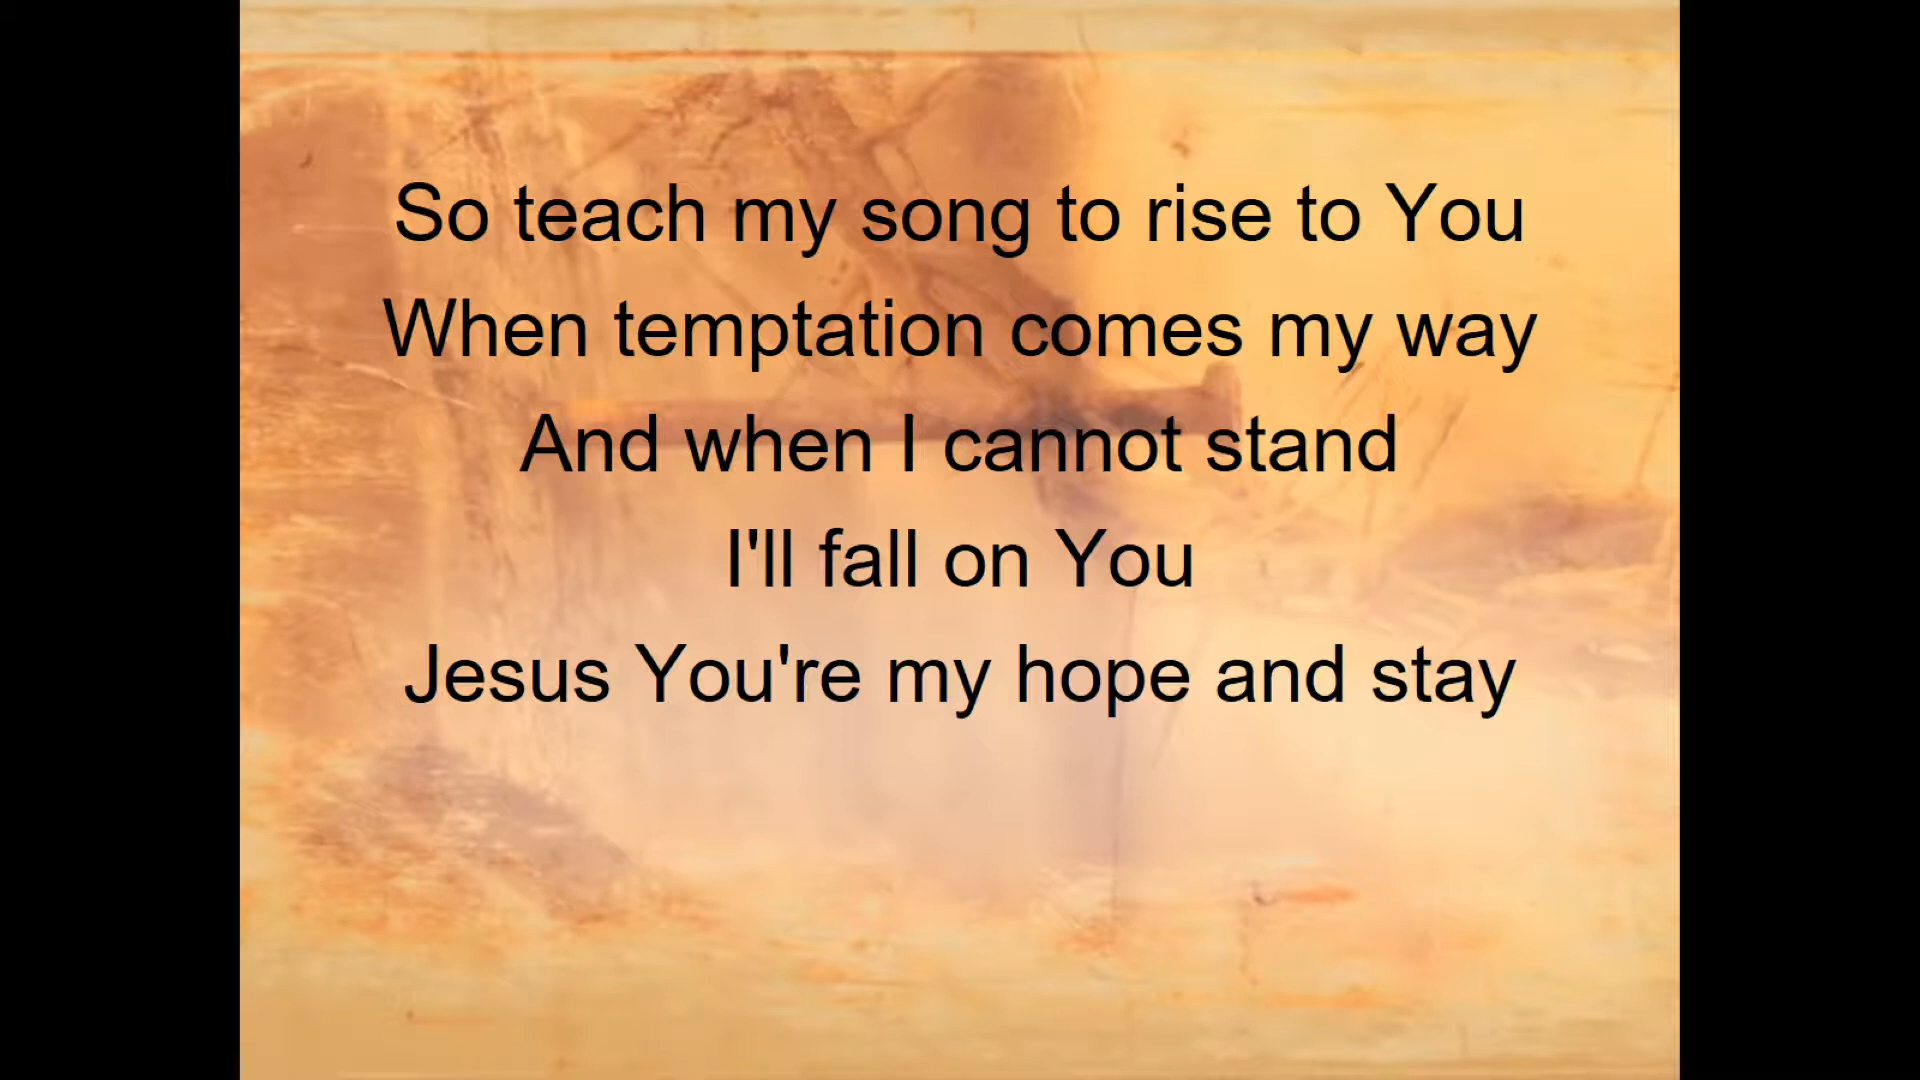 So teach my song to rise to You
When temptation comes my way
And when I cannot stand
I'll fall on You
Jesus You're my hope and stay